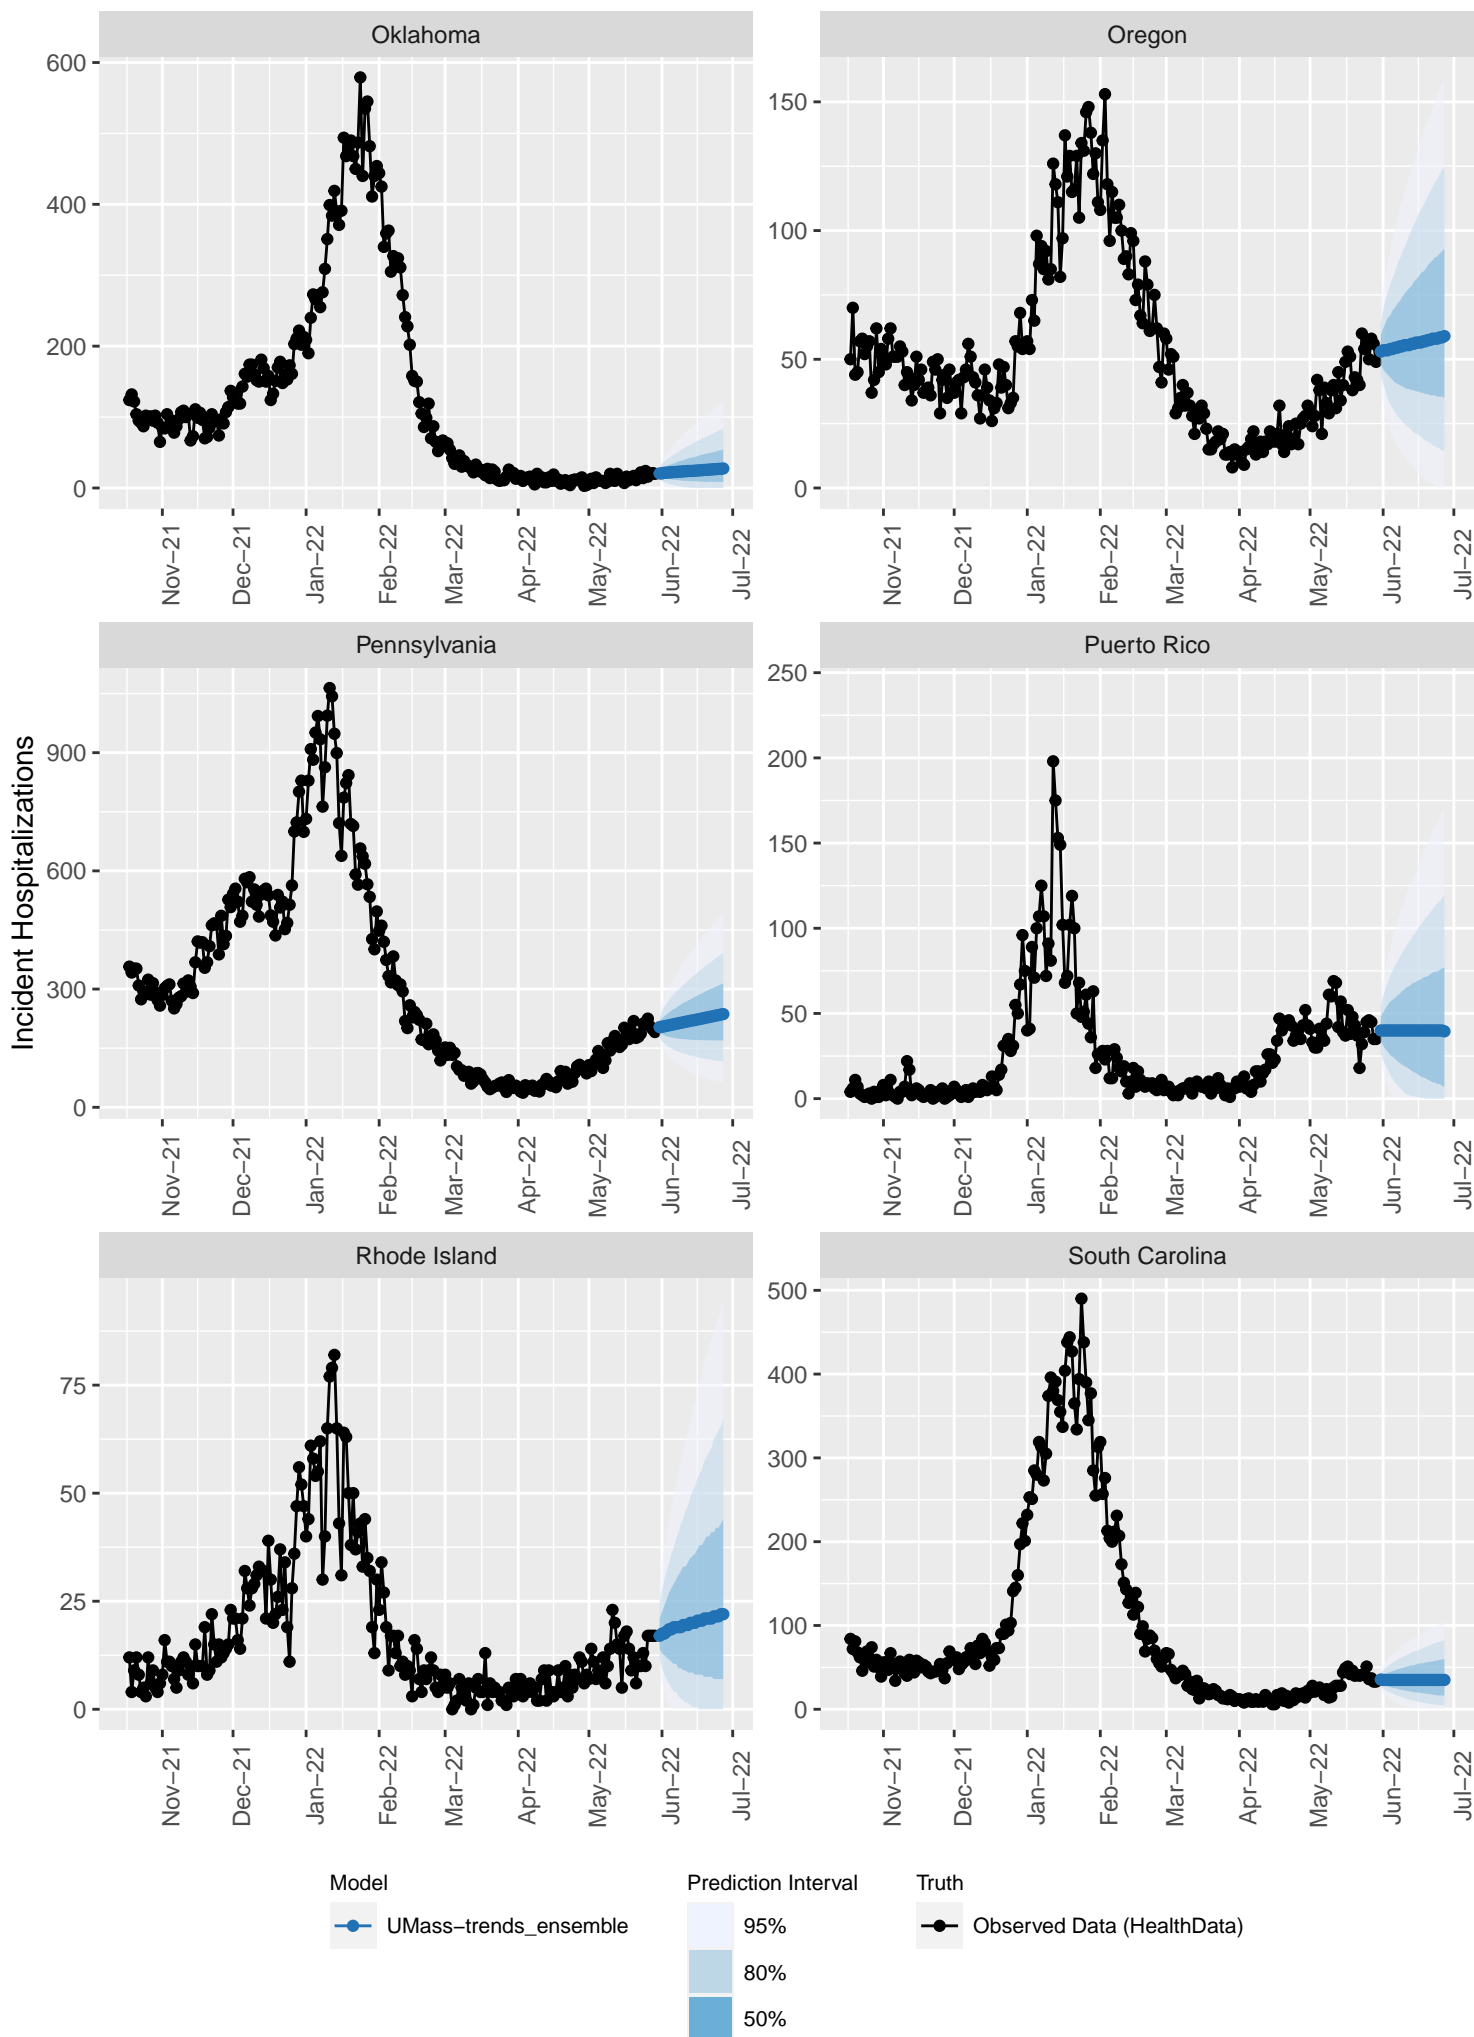 Oklahoma
Oregon
600
400
200
0
150
100
50
0
Nov−21
Dec−21
Jan−22
Feb−22
Mar−22
Apr−22
May−22
Jun−22
Jul−22
Nov−21
Dec−21
Jan−22
Feb−22
Mar−22
Apr−22
May−22
Jun−22
Jul−22
Pennsylvania
Puerto Rico
Incident Hospitalizations
900
600
300
0
250
200
150
100
50
0
Nov−21
Dec−21
Jan−22
Feb−22
Mar−22
Apr−22
May−22
Jun−22
Jul−22
Nov−21
Dec−21
Jan−22
Feb−22
Mar−22
Apr−22
May−22
Jun−22
Jul−22
Rhode Island
South Carolina
75
50
25
0
500
400
300
200
100
0
Nov−21
Dec−21
Jan−22
Feb−22
Mar−22
Apr−22
May−22
Jun−22
Jul−22
Nov−21
Dec−21
Jan−22
Feb−22
Mar−22
Apr−22
May−22
Jun−22
Jul−22
Model
UMass−trends_ensemble
Prediction Interval
95%
80%
50%
Truth
Observed Data (HealthData)